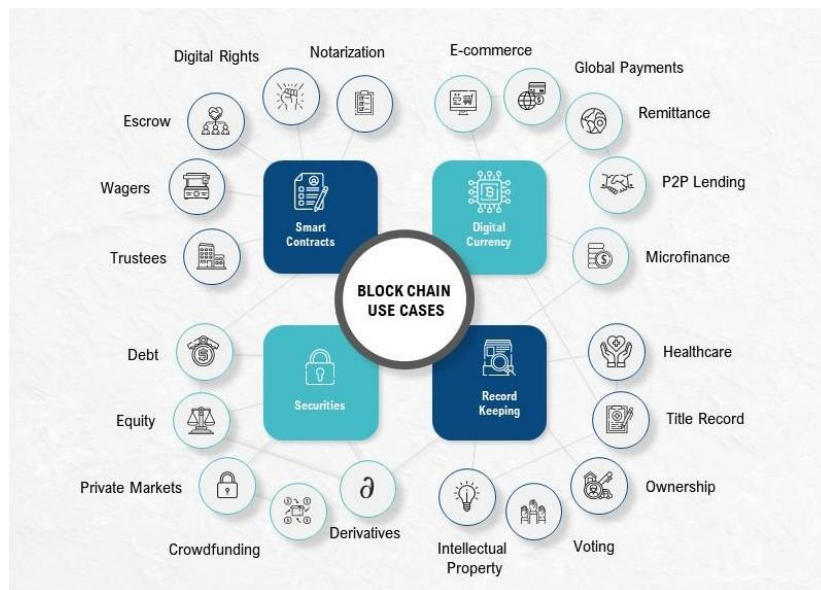 Digital Rights
Notarization
E-commerce
Global Payments
Escrow
Remittance
Wagers
P2P Lending
Smart
Contracts
Digital
Currency
Trustees
Microfinance
BLOCK CHAIN
USE CASES
Debt
Healthcare
Securities
Record
Keeping
Equity
Title Record
Private Markets
Ownership
Crowdfunding
∂
Derivatives
Intellectual
Property
Voting